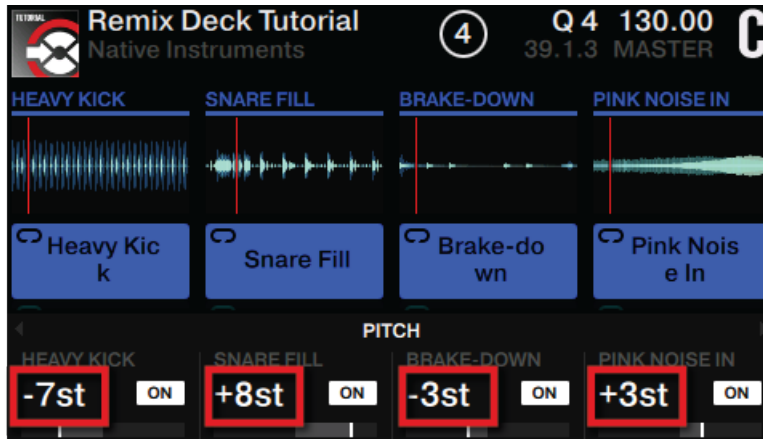 TUTORIAL
Remix Deck Tutorial
Native Instruments
4
Q 4 130.00
39.1.3 MASTER
C
HEAVY KICK SNARE FILL BRAKE-DOWN PINK NOISE IN
Heavy Kic
k
Snare Fill
Brake-do
wn
Pink Nois
e In
PITCH
HEAVY KICK SNARE FILL BRAKE-DOWN PINK NOISE IN
-7st ON +8st ON -3st ON +3st ON